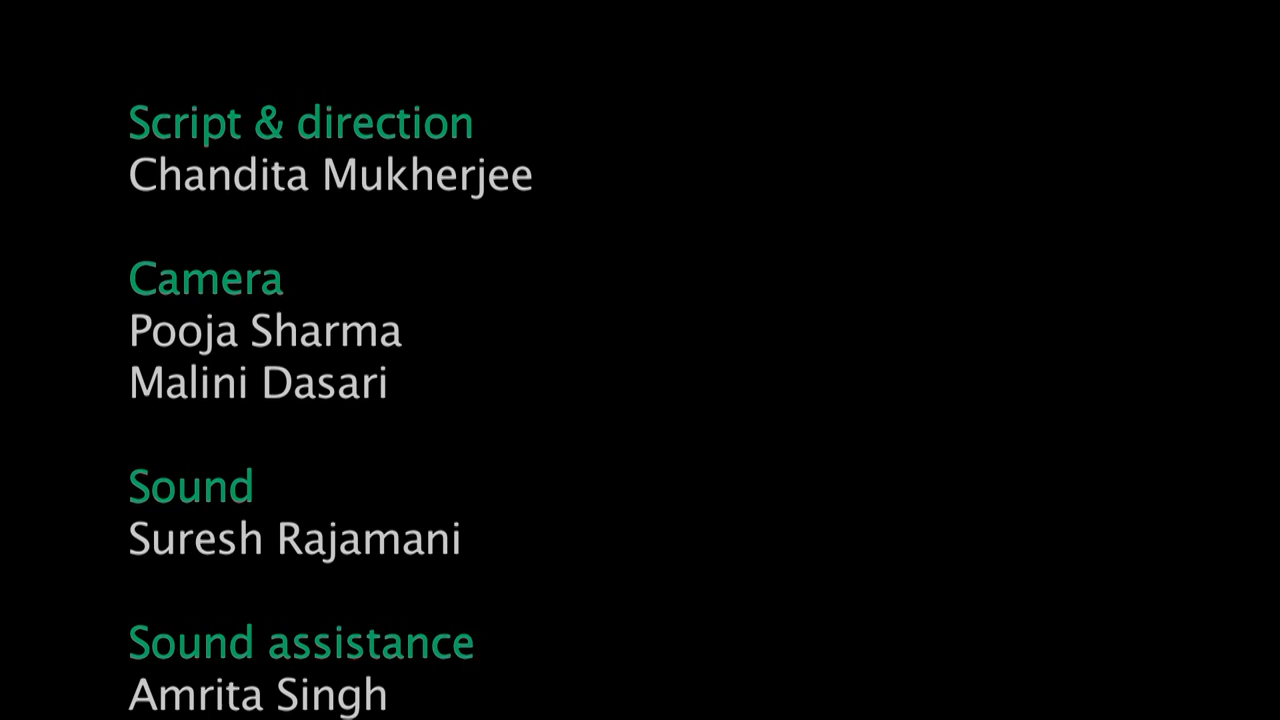 Script & direction
Chandita Mukherjee
Camera
Pooja Sharma
Malini Dasari
Sound
Suresh Rajamani
Sound assistance
Amrita Singh